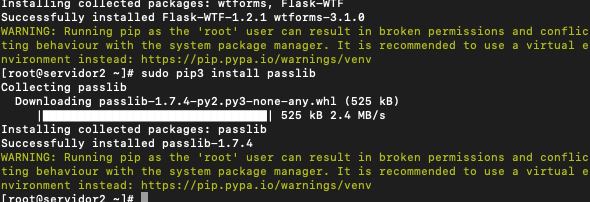 Installing collected packages: wtforms, Flask-WTF
Successfully installed Flask-WTF-1.2.1 wtforms-3.1.0
WARNING: Running pip as the 'root' user can result in broken permissions and conflic
ting behaviour with the system package manager. It is recommended to use a virtual e
nvironment instead: https://pip.pypa.io/warnings/venv
[root@servidor2 ~]# sudo pip3 install passlib
Collecting passlib
  Downloading passlib-1.7.4-py2.py3-none-any.whl (525 kB)
     |████████████████████████████████| 525 kB 2.4 MB/s
Installing collected packages: passlib
Successfully installed passlib-1.7.4
WARNING: Running pip as the 'root' user can result in broken permissions and conflic
ting behaviour with the system package manager. It is recommended to use a virtual e
nvironment instead: https://pip.pypa.io/warnings/venv
[root@servidor2 ~]#